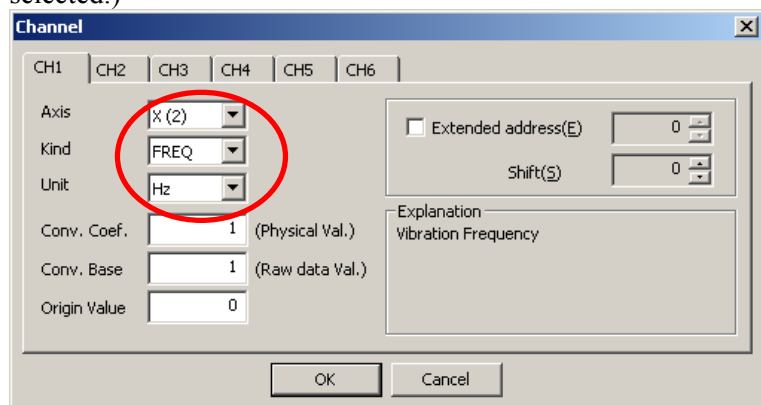 selected.)
Channel
CH1 CH2 CH3 CH4 CH5 CH6
Axis X (2)
Kind FREQ
Unit Hz
Conv. Coef. 1 (Physical Val.)
Conv. Base 1 (Raw data Val.)
Origin Value 0
Extended address(E) 0
Shift(S) 0
Explanation
Vibration Frequency
OK Cancel